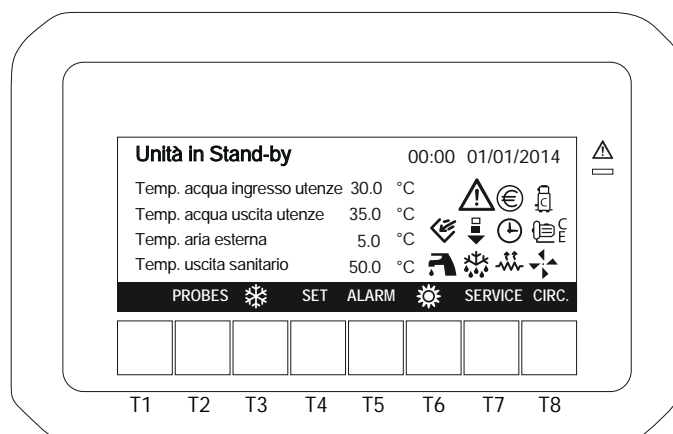 Unità in Stand-by 00:00 01/01/2014
Temp. acqua ingresso utenze 30.0 °C
Temp. acqua uscita utenze 35.0 °C
Temp. aria esterna 5.0 °C
Temp. uscita sanitario 50.0 °C
€ C
C E
PROBES SET ALARM SERVICE CIRC.
T1 T2 T3 T4 T5 T6 T7 T8